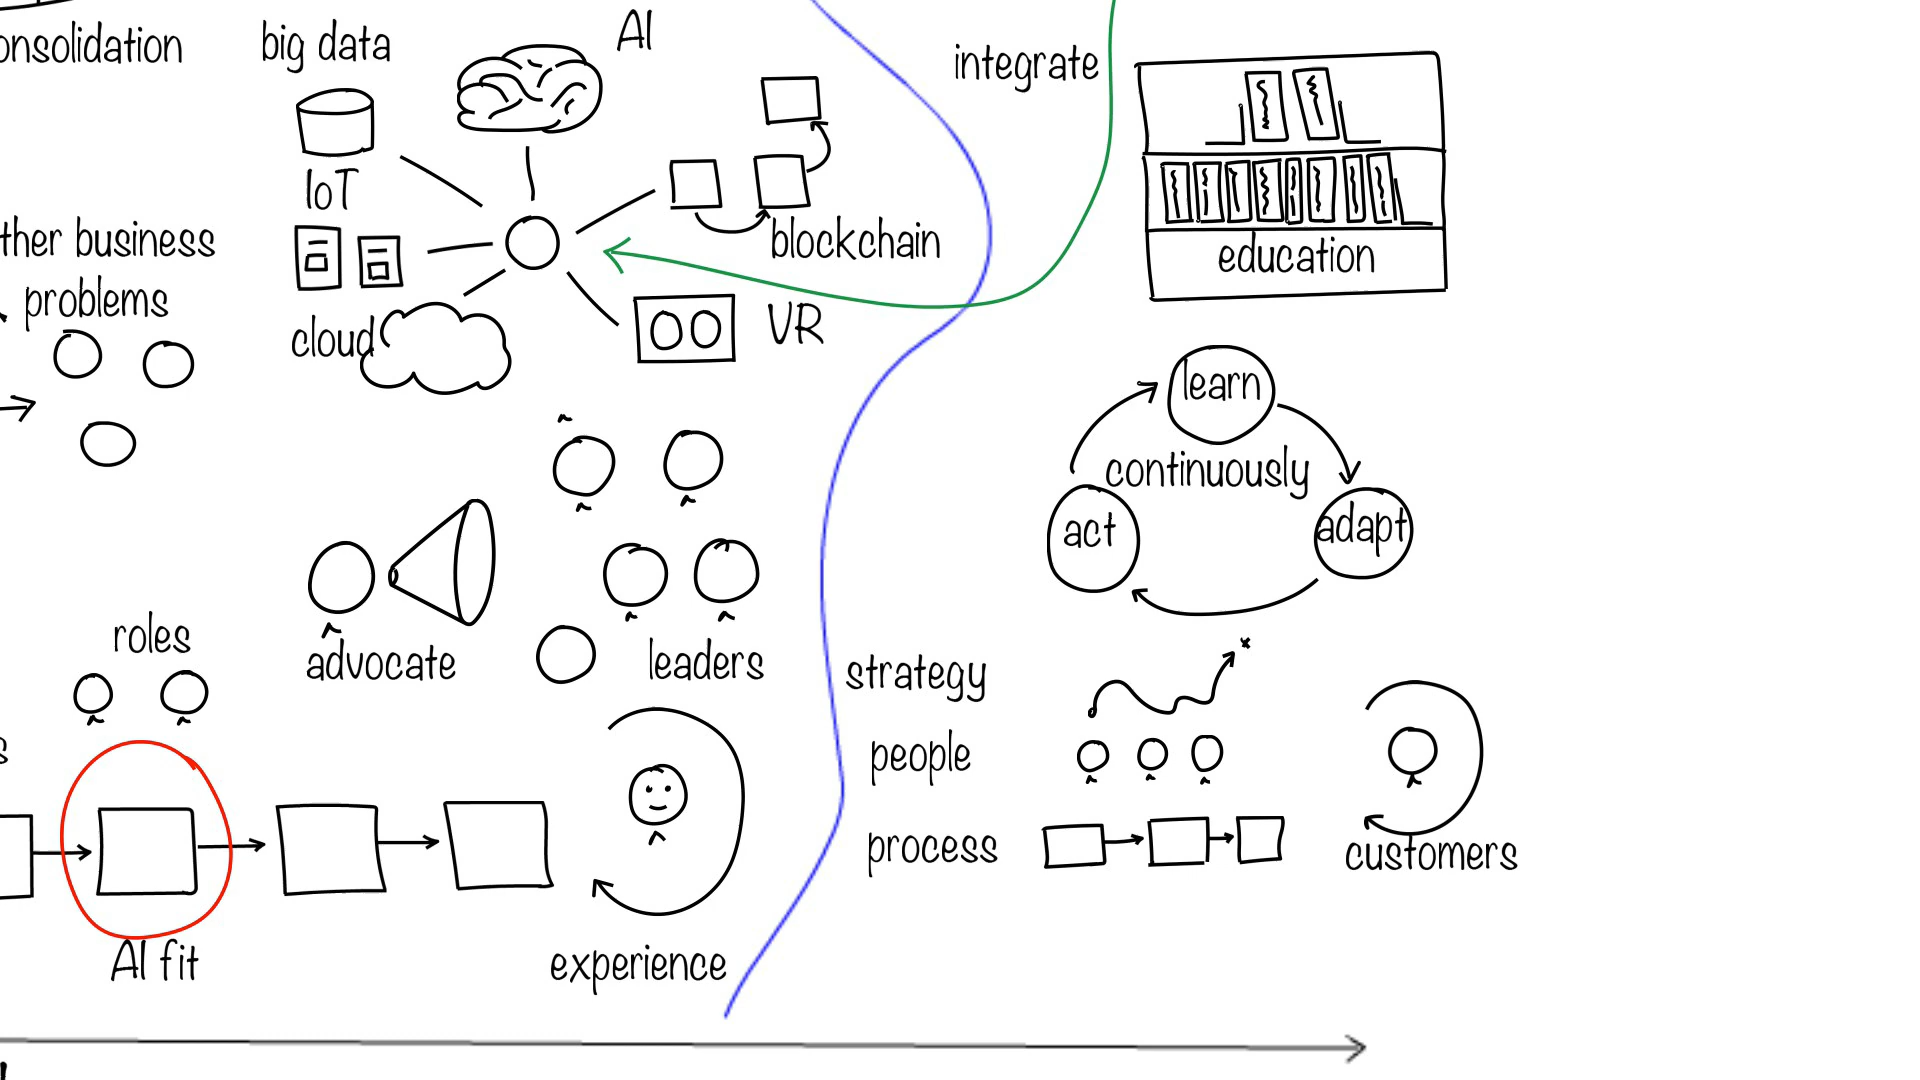 onsolidation
big data
AI
integrate
IoT
blockchain
ther business
problems
education
cloud
VR
learn
continuously
act
adapt
roles
advocate
leaders
strategy
people
process
customers
s
AI fit
experience